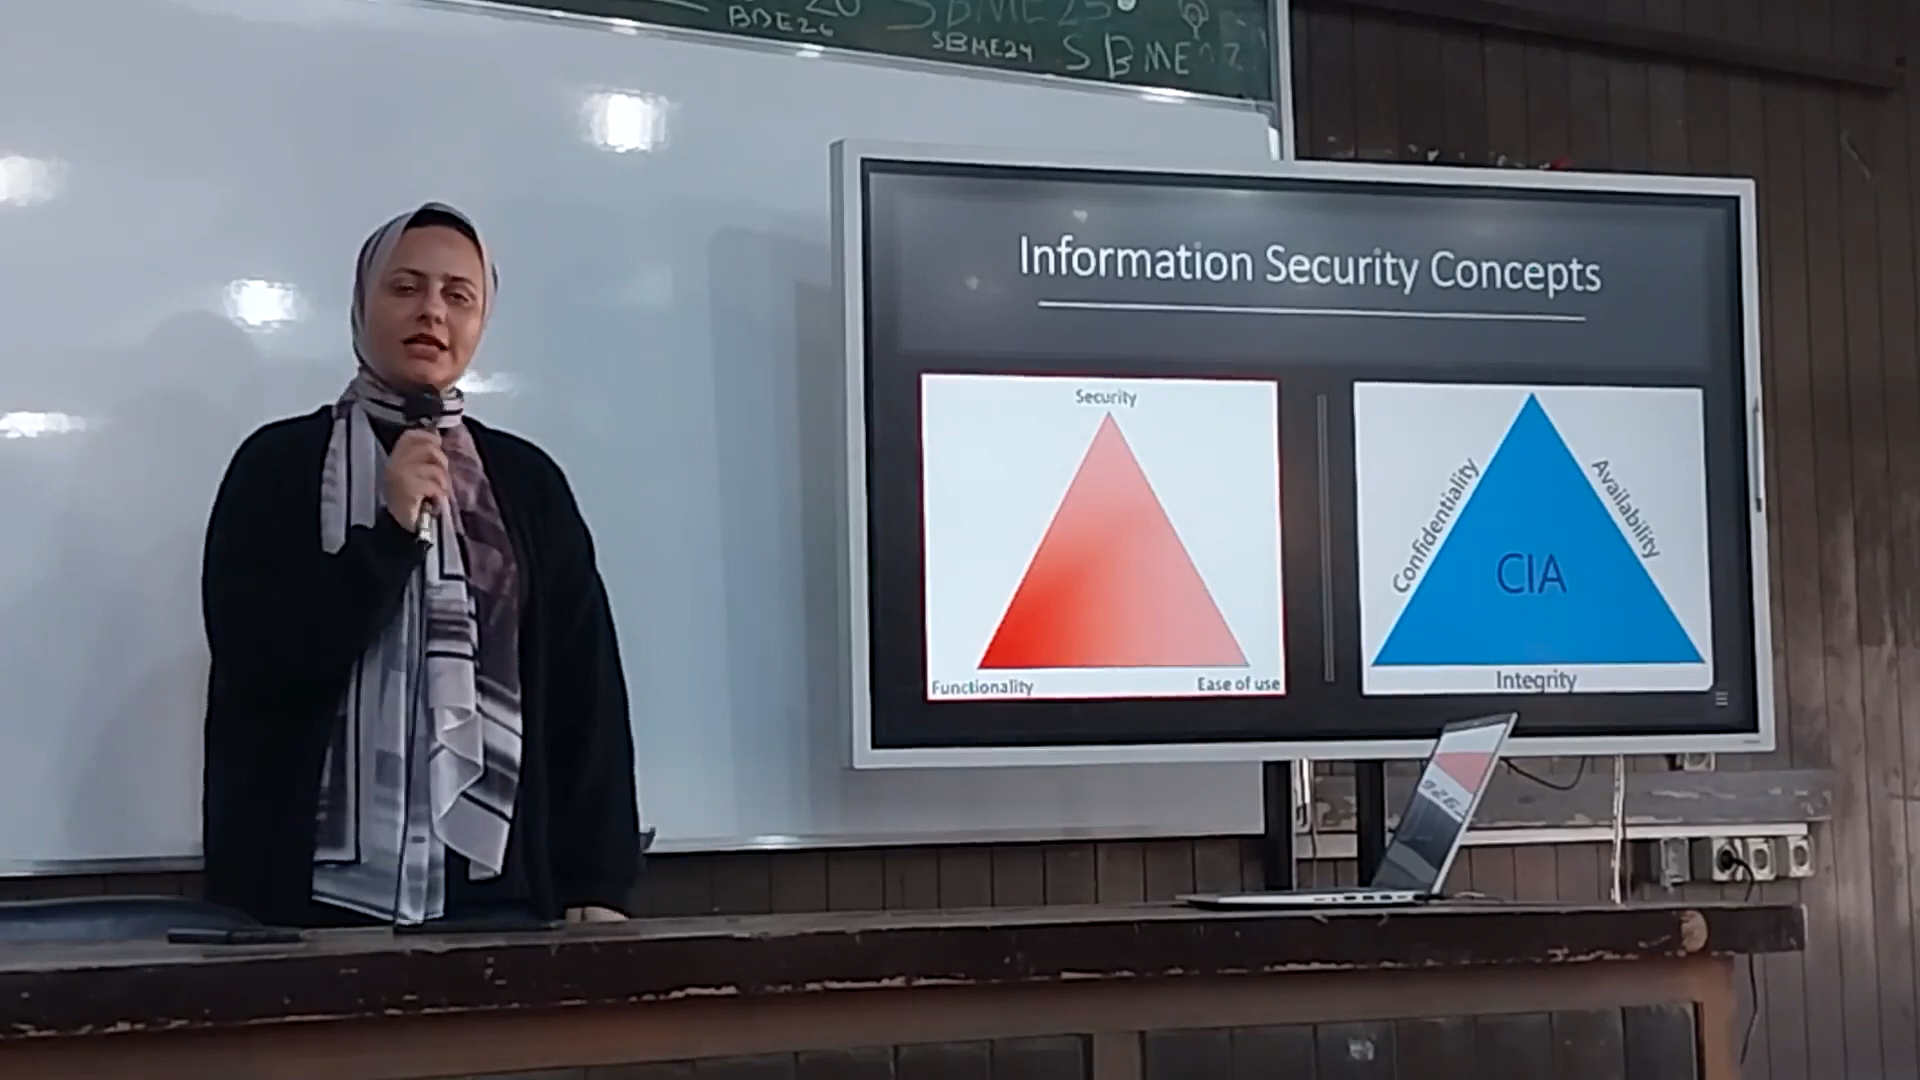 BDE26
SBME25
SBME24
SBME
Information Security Concepts
Security
Functionality
Ease of use
Confidentiality
Availability
CIA
Integrity